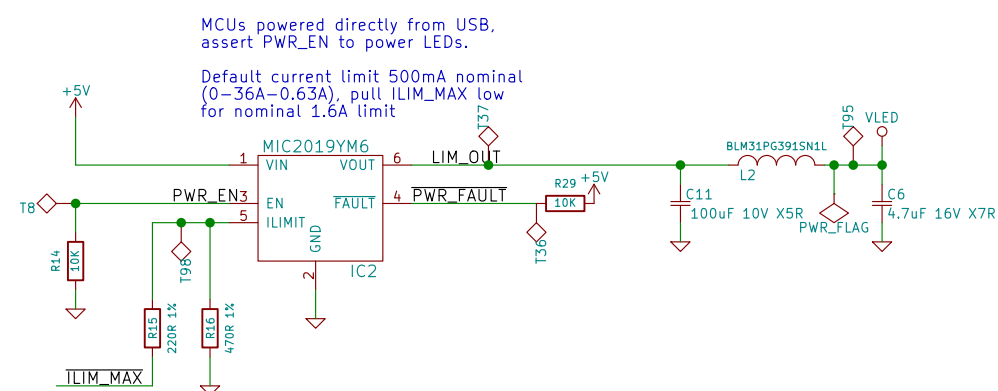 MCUs powered directly from USB,
assert PWR_EN to power LEDs.
Default current limit 500mA nominal
(0-36A-0.63A), pull ILIM_MAX low
for nominal 1.6A limit
+5V
T37
T95
VLED
MIC2019YM6
BLM31PG391SN1L
1 VIN VOUT 6 LIM_OUT
L2
R29
+5V
T8
PWR_EN 3 EN FAULT 4 PWR_FAULT
10K
C11
C6
5 ILIMIT
100uF 10V X5R
4.7uF 16V X7R
PWR_FLAG
GND
T36
R14
10K
T98
2
IC2
R15
220R 1%
R16
470R 1%
ILIM_MAX